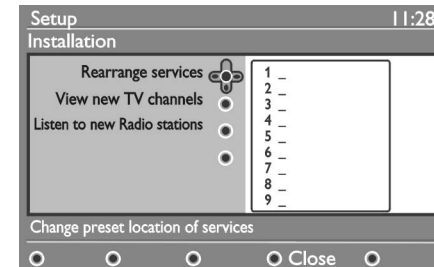 Setup 11:28
Installation
Rearrange services
View new TV channels
Listen to new Radio stations
1 _
2 _
3 _
4 _
5 _
6 _
7 _
8 _
9 _
Change preset location of services
Close